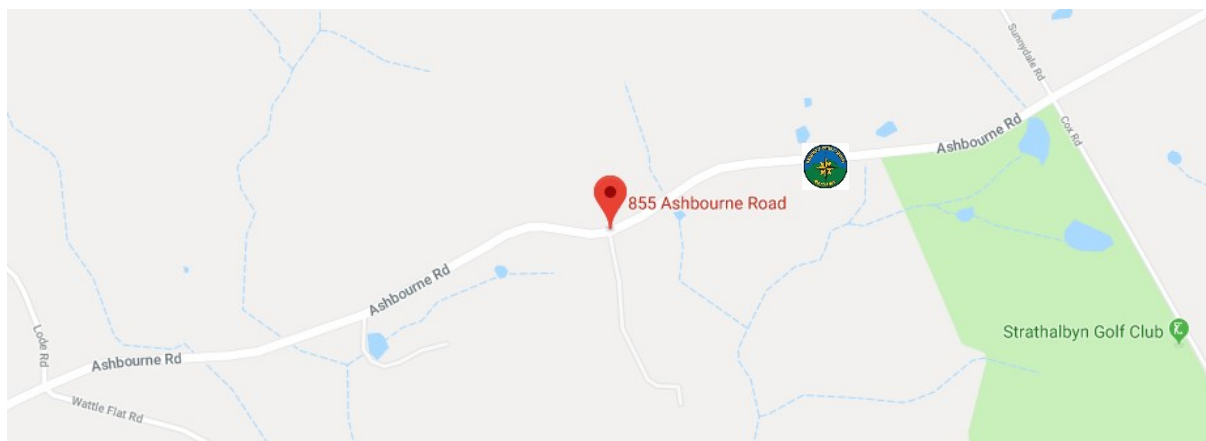 Sunnydale Rd
Ashbourne Rd
Cox Rd
855 Ashbourne Road
Ashbourne Rd
Lode Rd
Strathalbyn Golf Club
Ashbourne Rd
Wattle Flat Rd